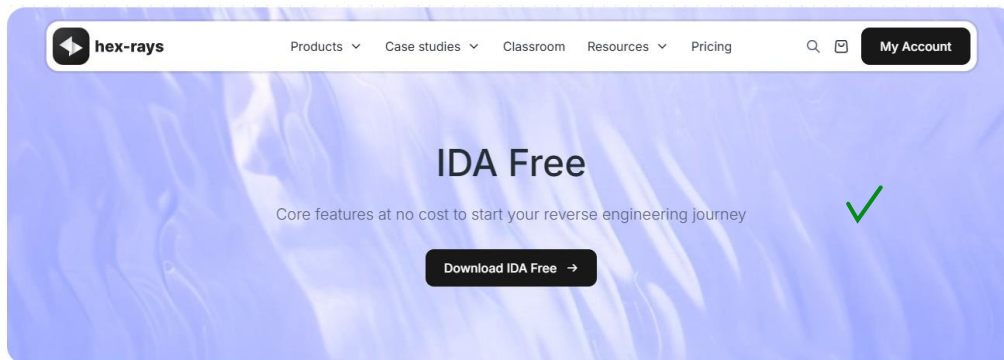 hex-rays Products Case studies Classroom Resources Pricing My Account
IDA Free
Core features at no cost to start your reverse engineering journey
Download IDA Free →